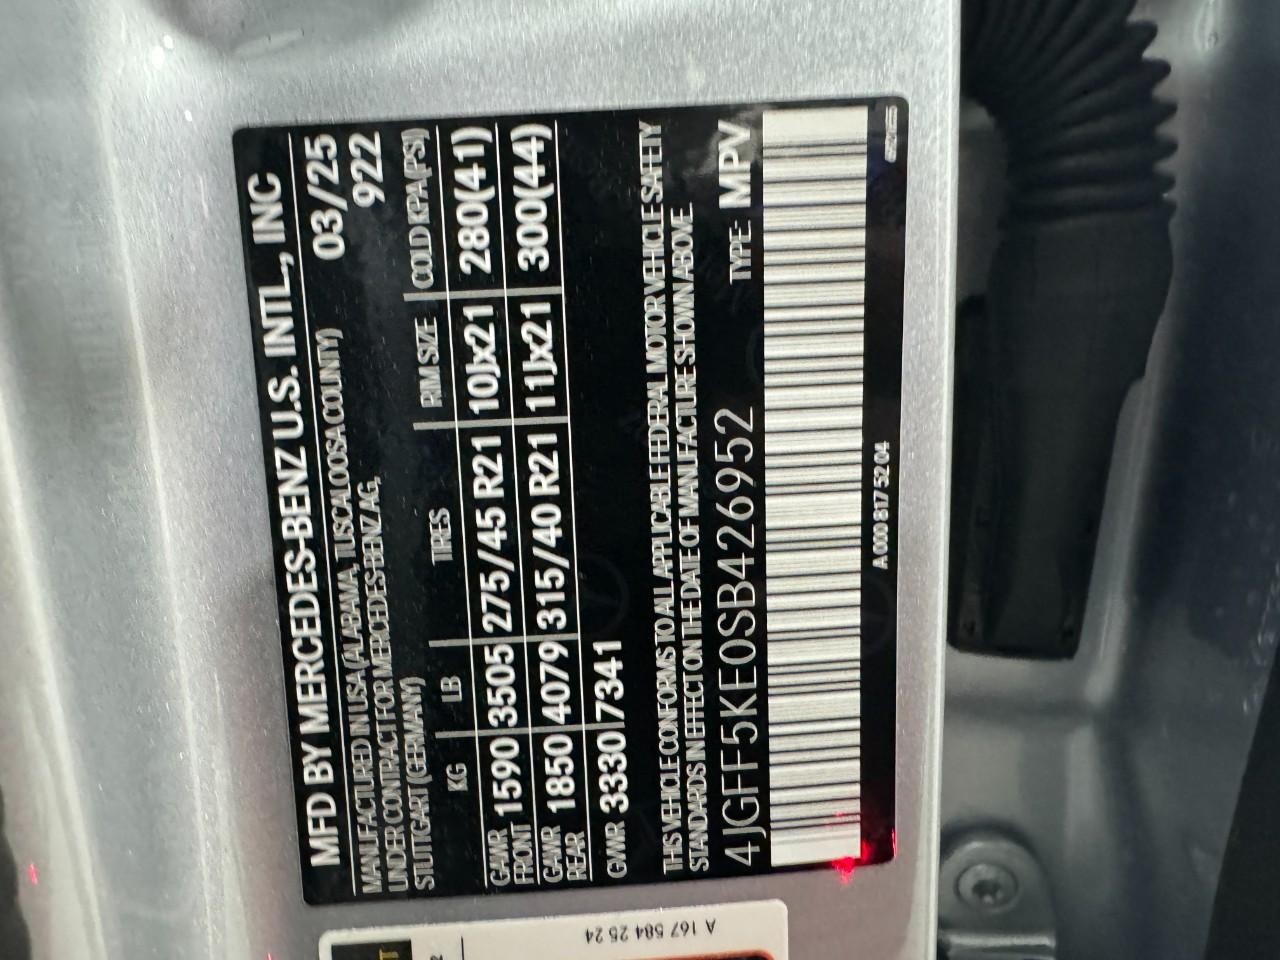 MFD BY MERCEDES-BENZ U.S. INTL., INC
MANUFACTURED IN USA (ALABAMA, TUSCALOOSA COUNTY) 03/25
UNDER CONTRACT FOR MERCEDES-BENZ AG, 922
STUTTGART (GERMANY)
KG LB TIRES RIM SIZE COLD KPA (PSI)
GAWR FRONT 1590 3505 275/45 R21 10Jx21 280(41)
GAWR REAR 1850 4079 315/40 R21 11Jx21 300(44)
GVWR 3330 7341
THIS VEHICLE CONFORMS TO ALL APPLICABLE FEDERAL MOTOR VEHICLE SAFETY
STANDARDS IN EFFECT ON THE DATE OF MANUFACTURE SHOWN ABOVE.
4JGFF5KE0SB426952 TYPE: MPV
A 000 817 52 04
A 167 584 25 24